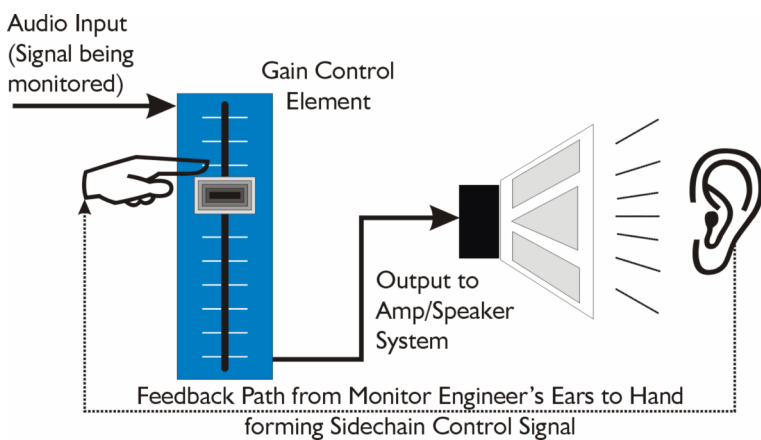 Audio Input
(Signal being
monitored)
Gain Control
Element
Output to
Amp/Speaker
System
Feedback Path from Monitor Engineer's Ears to Hand
forming Sidechain Control Signal